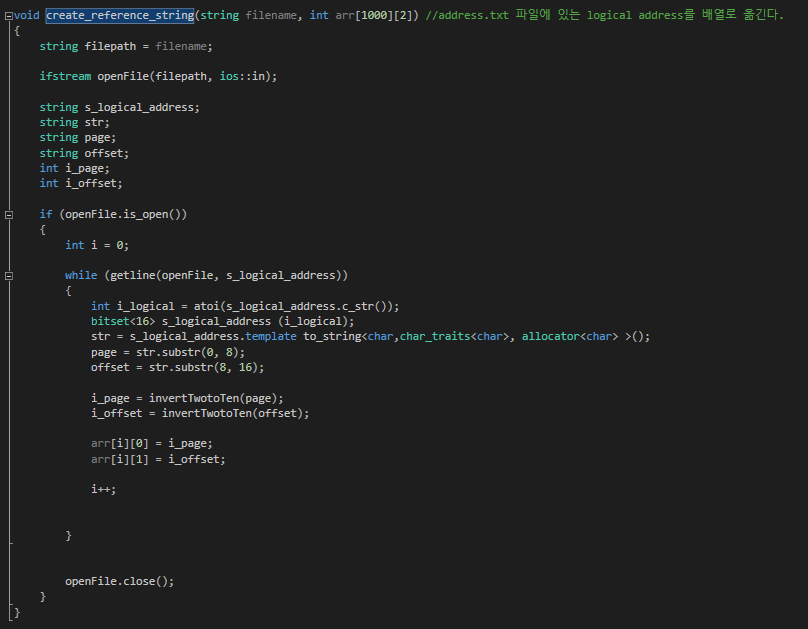 void create_reference_string(string filename, int arr[1000][2]) //address.txt 파일에 있는 logical address를 배열로 옮긴다.
{
string filepath = filename;
ifstream openFile(filepath, ios::in);
string s_logical_address;
string str;
string page;
string offset;
int i_page;
int i_offset;
if (openFile.is_open())
{
int i = 0;
while (getline(openFile, s_logical_address))
{
int i_logical = atoi(s_logical_address.c_str());
bitset<16> s_logical_address (i_logical);
str = s_logical_address.template to_string<char,char_traits<char>, allocator<char> >();
page = str.substr(0, 8);
offset = str.substr(8, 16);
i_page = invertTwotoTen(page);
i_offset = invertTwotoTen(offset);
arr[i][0] = i_page;
arr[i][1] = i_offset;
i++;
}
openFile.close();
}
}